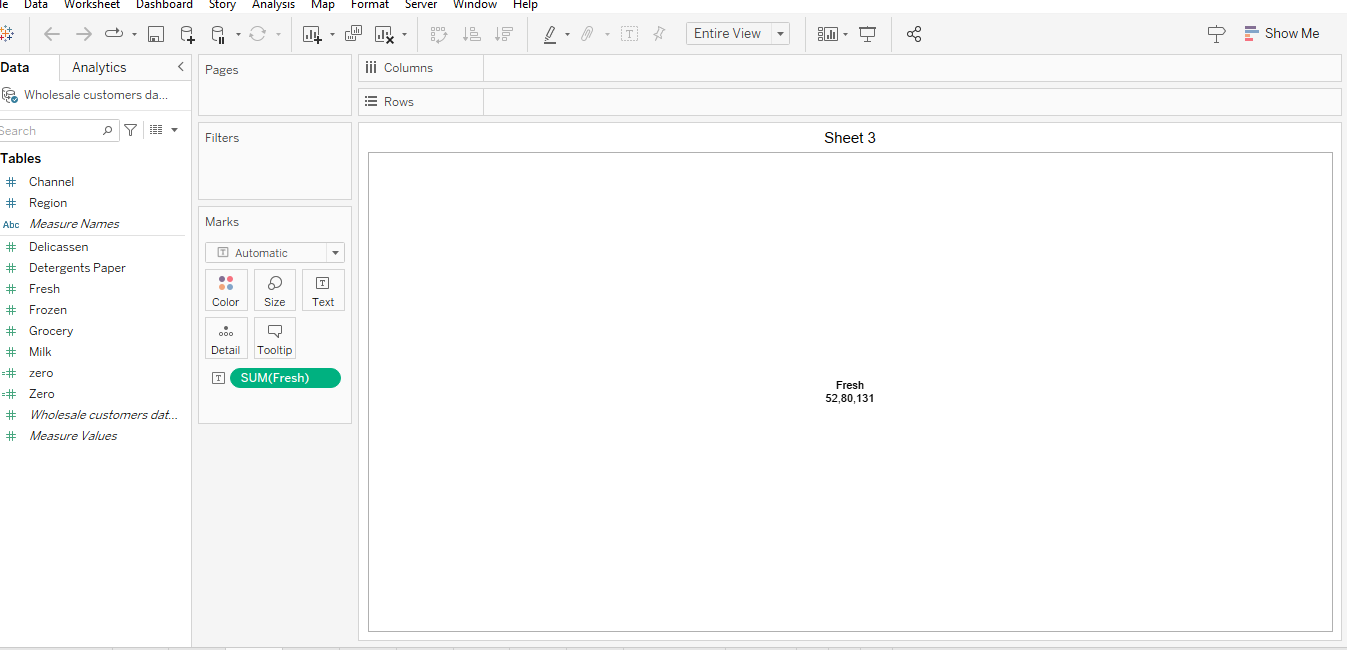 le Data Worksheet Dashboard Story Analysis Map Format Server Window Help
Entire View
Show Me
Data Analytics
Wholesale customers da...
Search
Tables
# Channel
# Region
Abc Measure Names
# Delicassen
# Detergents Paper
# Fresh
# Frozen
# Grocery
# Milk
=# zero
=# Zero
# Wholesale customers dat...
# Measure Values
Pages
Filters
Marks
T Automatic
Color Size Text
Detail Tooltip
T SUM(Fresh)
Columns
Rows
Sheet 3
Fresh
52,80,131